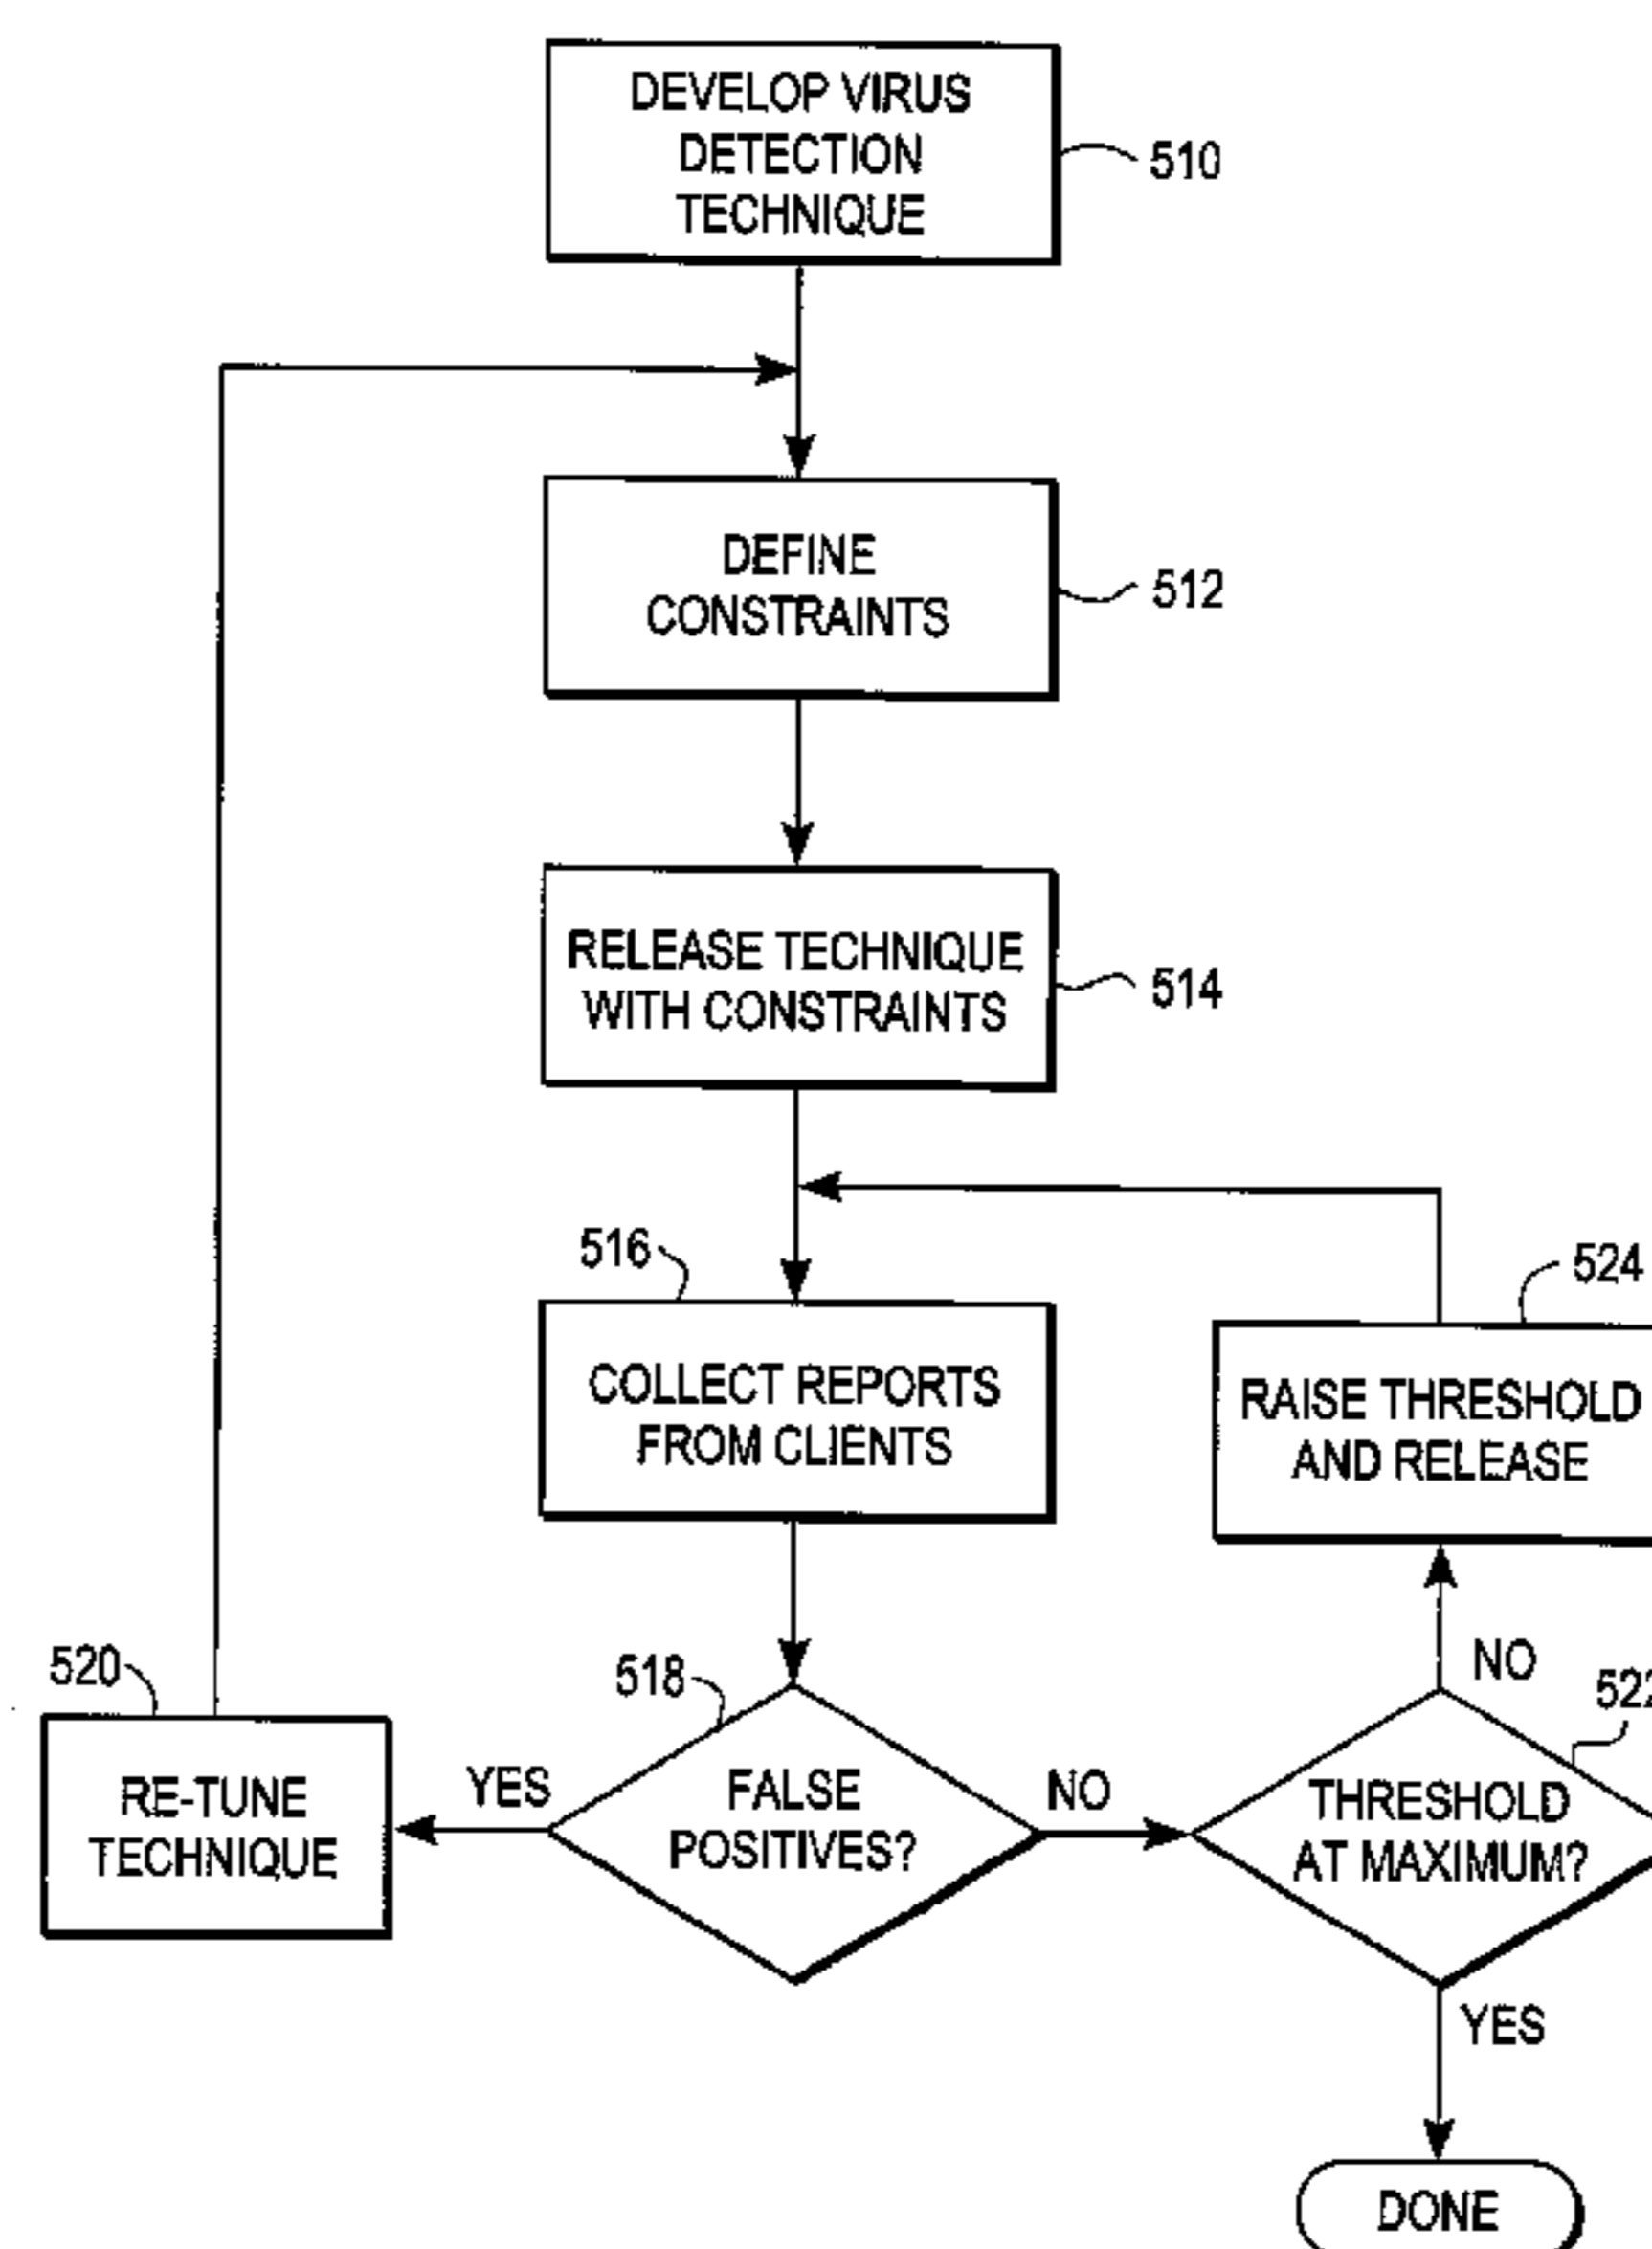 DEVELOP VIRUS
DETECTION
TECHNIQUE
510
DEFINE
CONSTRAINTS
512
RELEASE TECHNIQUE
WITH CONSTRAINTS
514
516
COLLECT REPORTS
FROM CLIENTS
524
RAISE THRESHOLD
AND RELEASE
520
RE-TUNE
TECHNIQUE
YES
518
FALSE
POSITIVES?
NO
NO
522
THRESHOLD
AT MAXIMUM?
YES
DONE